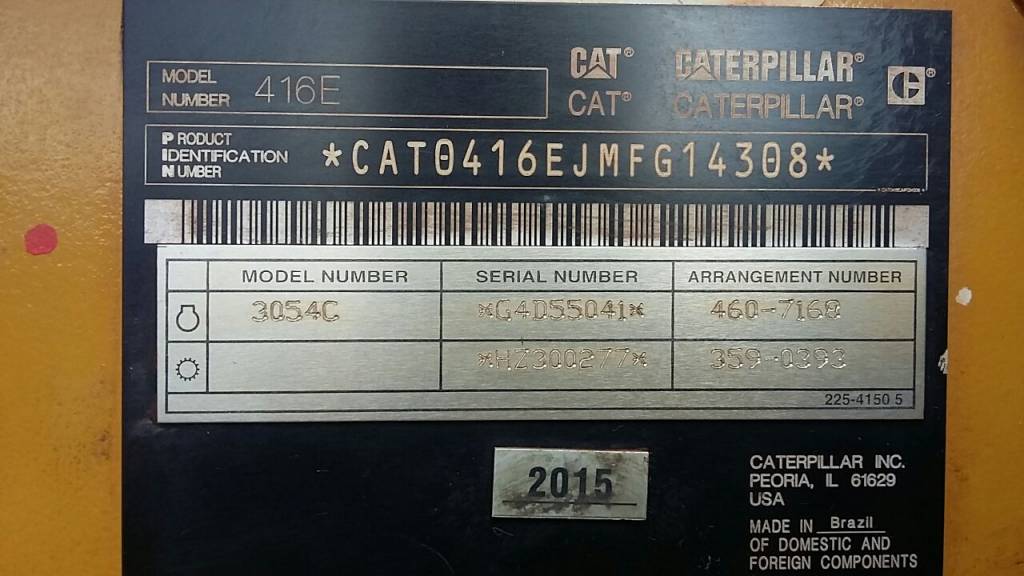 MODEL NUMBER 416E
CAT® CATERPILLAR®
CAT® CATERPILLAR®
PRODUCT IDENTIFICATION NUMBER *CAT0416EJMFG14308*
MODEL NUMBER SERIAL NUMBER ARRANGEMENT NUMBER
3054C *G4D55041* 460-7168
*HZ300277* 359-0393
225-4150 5
2015
CATERPILLAR INC.
PEORIA, IL 61629
USA
MADE IN Brazil
OF DOMESTIC AND
FOREIGN COMPONENTS